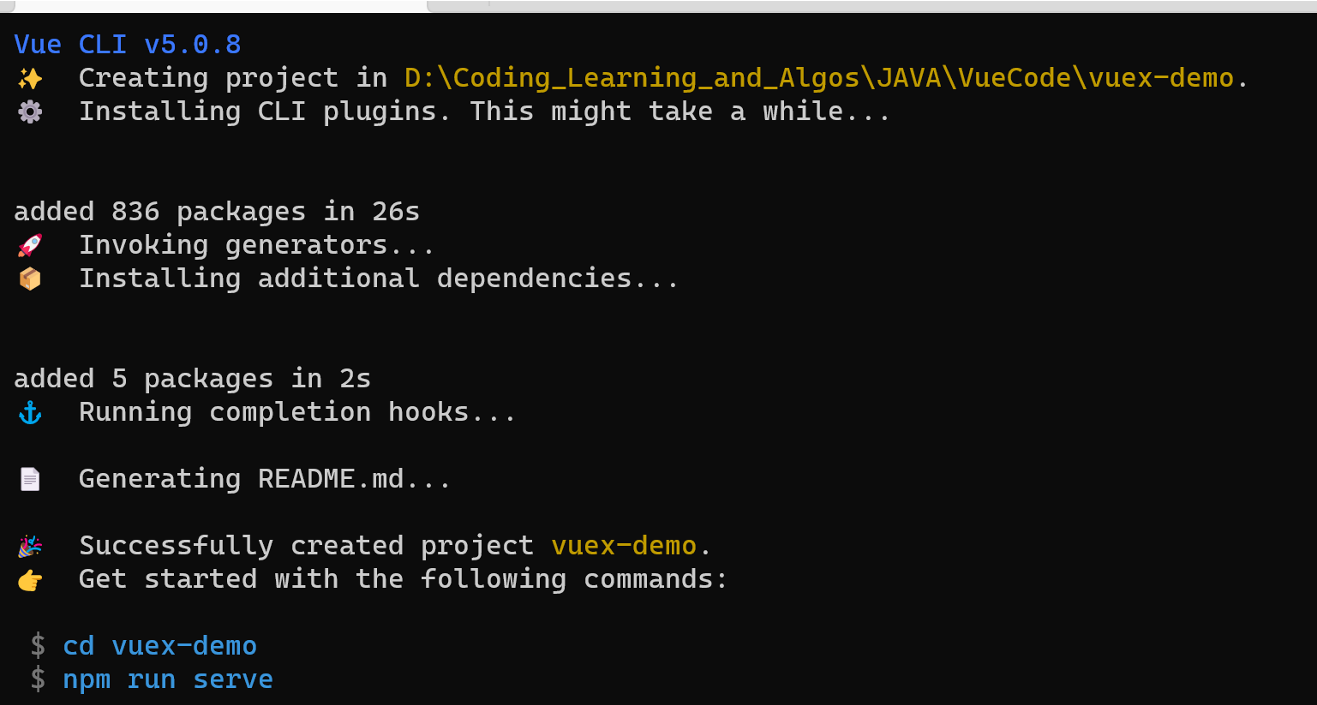 Vue CLI v5.0.8
✨ Creating project in D:\Coding_Learning_and_Algos\JAVA\VueCode\vuex-demo.
⚙️ Installing CLI plugins. This might take a while...
added 836 packages in 26s
🚀 Invoking generators...
📦 Installing additional dependencies...
added 5 packages in 2s
⚓ Running completion hooks...
📄 Generating README.md...
🎉 Successfully created project vuex-demo.
👉 Get started with the following commands:
$ cd vuex-demo
$ npm run serve